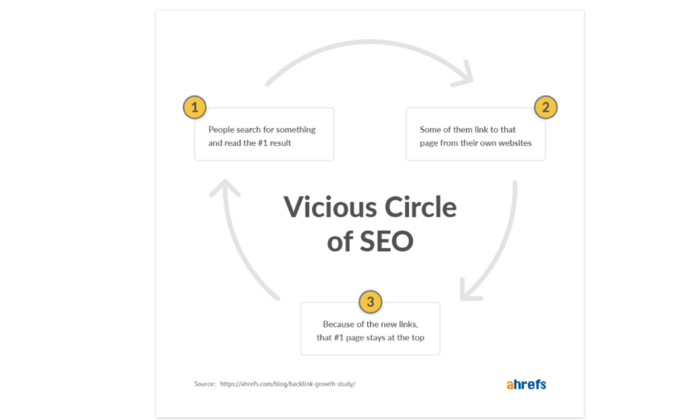 1
People search for something
and read the #1 result
2
Some of them link to that
page from their own websites
Vicious Circle
of SEO
3
Because of the new links,
that #1 page stays at the top
Source: https://ahrefs.com/blog/backlink-growth-study/
ahrefs